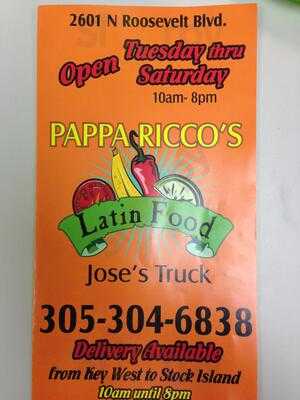 2601 N Roosevelt Blvd.
Open Tuesday thru
Saturday
10am- 8pm
PAPPA RICCO'S
Latin Food
Jose's Truck
305-304-6838
Delivery Available
from Key West to Stock Island
10am until 8pm